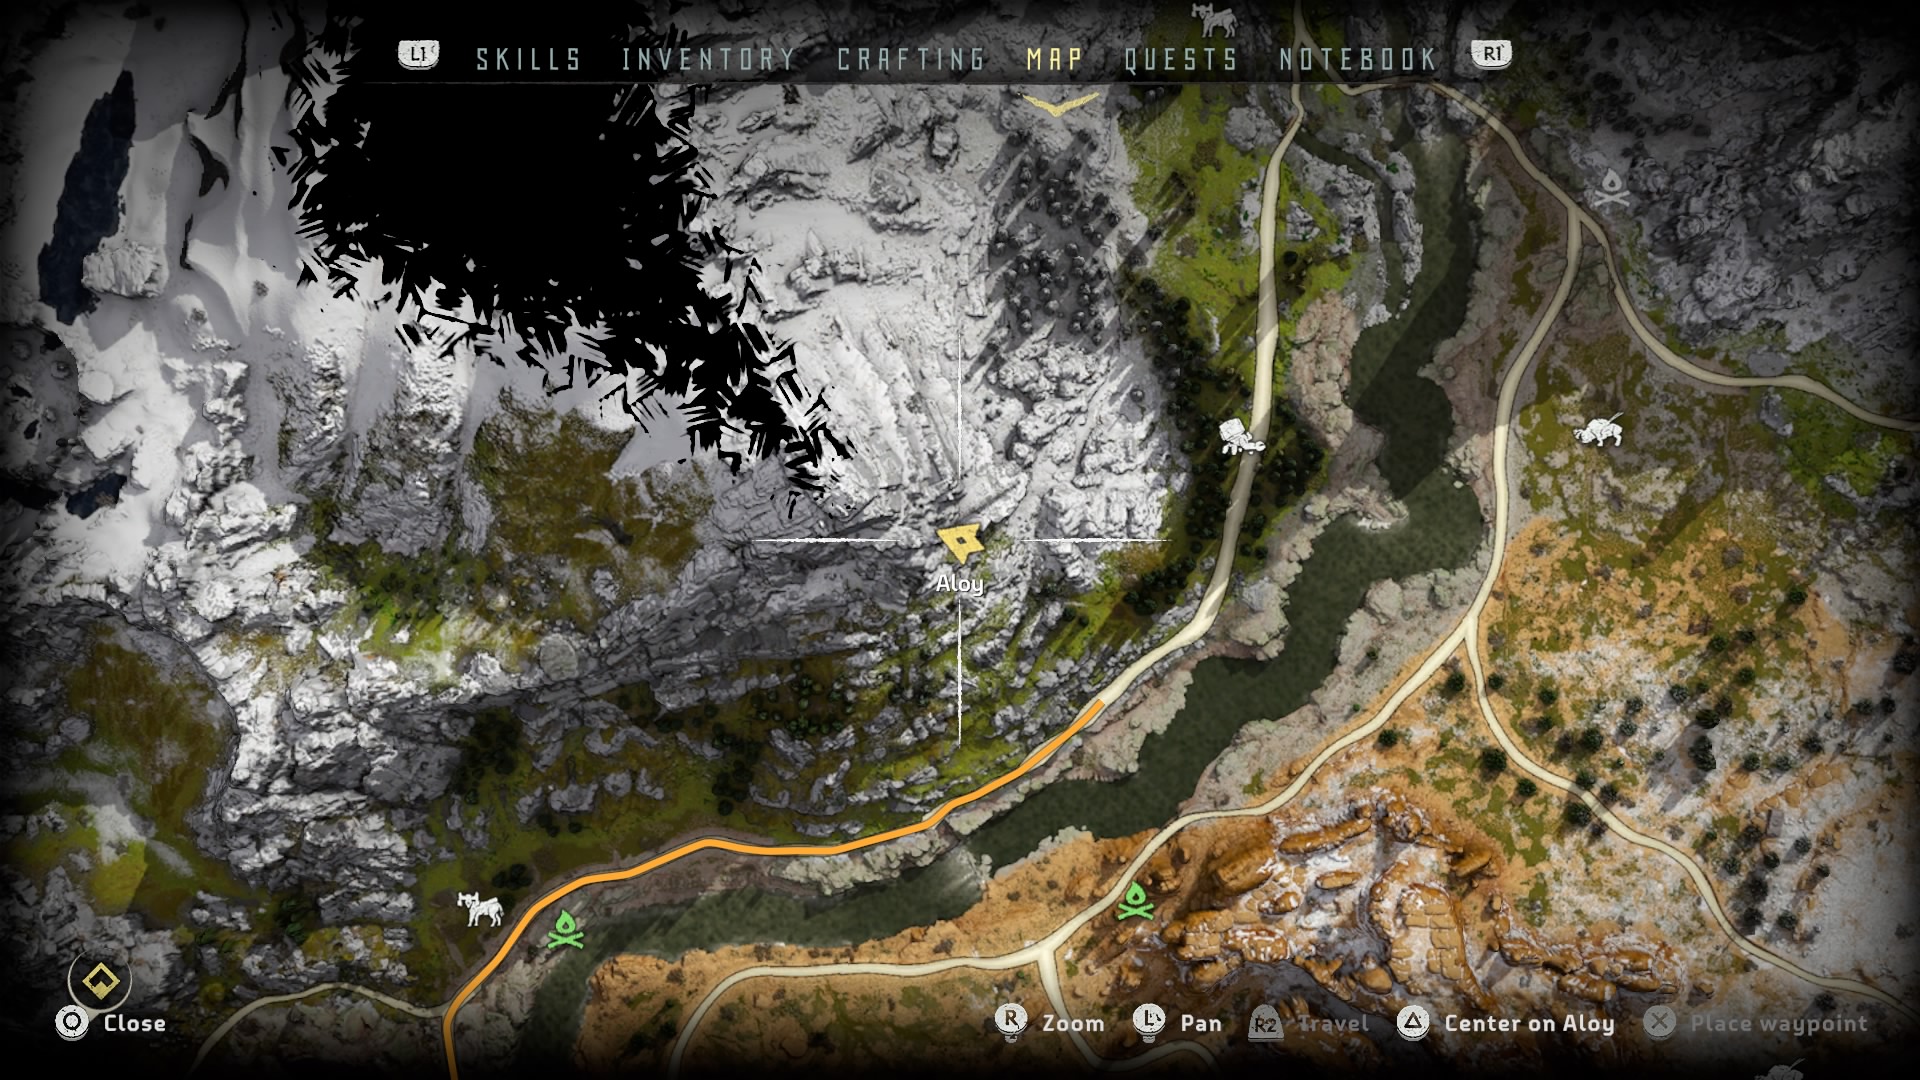 L1 SKILLS INVENTORY CRAFTING MAP QUESTS NOTEBOOK R1
Aloy
Close
R Zoom L Pan R2 Travel Center on Aloy Place waypoint